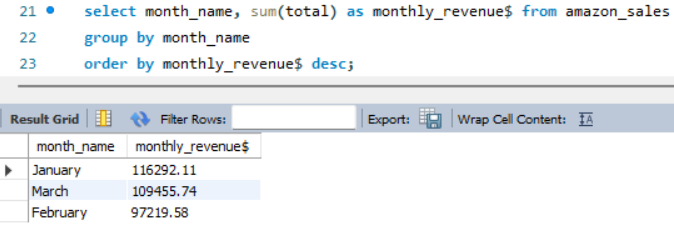 21 select month_name, sum(total) as monthly_revenue$ from amazon_sales
22 group by month_name
23 order by monthly_revenue$ desc;
Result Grid Filter Rows: Export: Wrap Cell Content: IA
month_name monthly_revenue$
January 116292.11
March 109455.74
February 97219.58